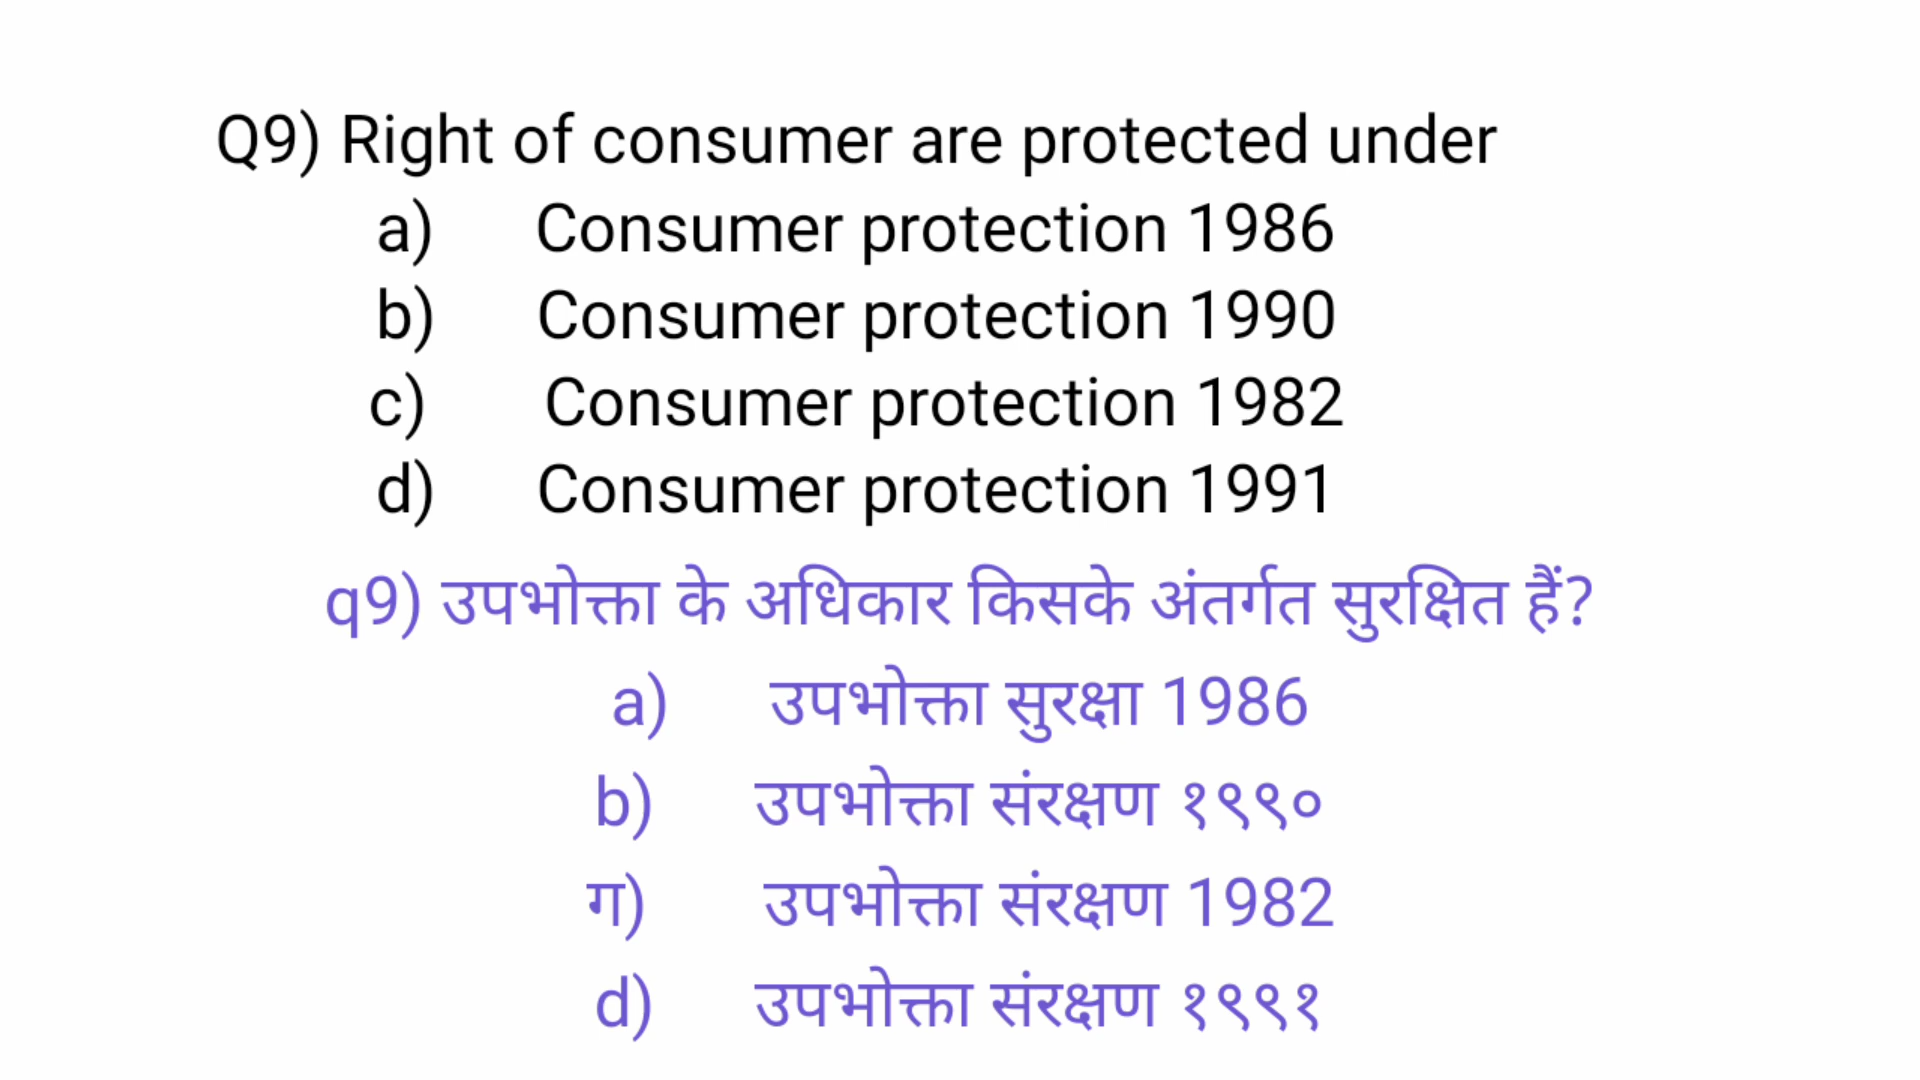 Q9) Right of consumer are protected under
a) Consumer protection 1986
b) Consumer protection 1990
c) Consumer protection 1982
d) Consumer protection 1991
q9) उपभोक्ता के अधिकार किसके अंतर्गत सुरक्षित हैं?
a) उपभोक्ता सुरक्षा 1986
b) उपभोक्ता संरक्षण १९९०
ग) उपभोक्ता संरक्षण 1982
d) उपभोक्ता संरक्षण १९९१